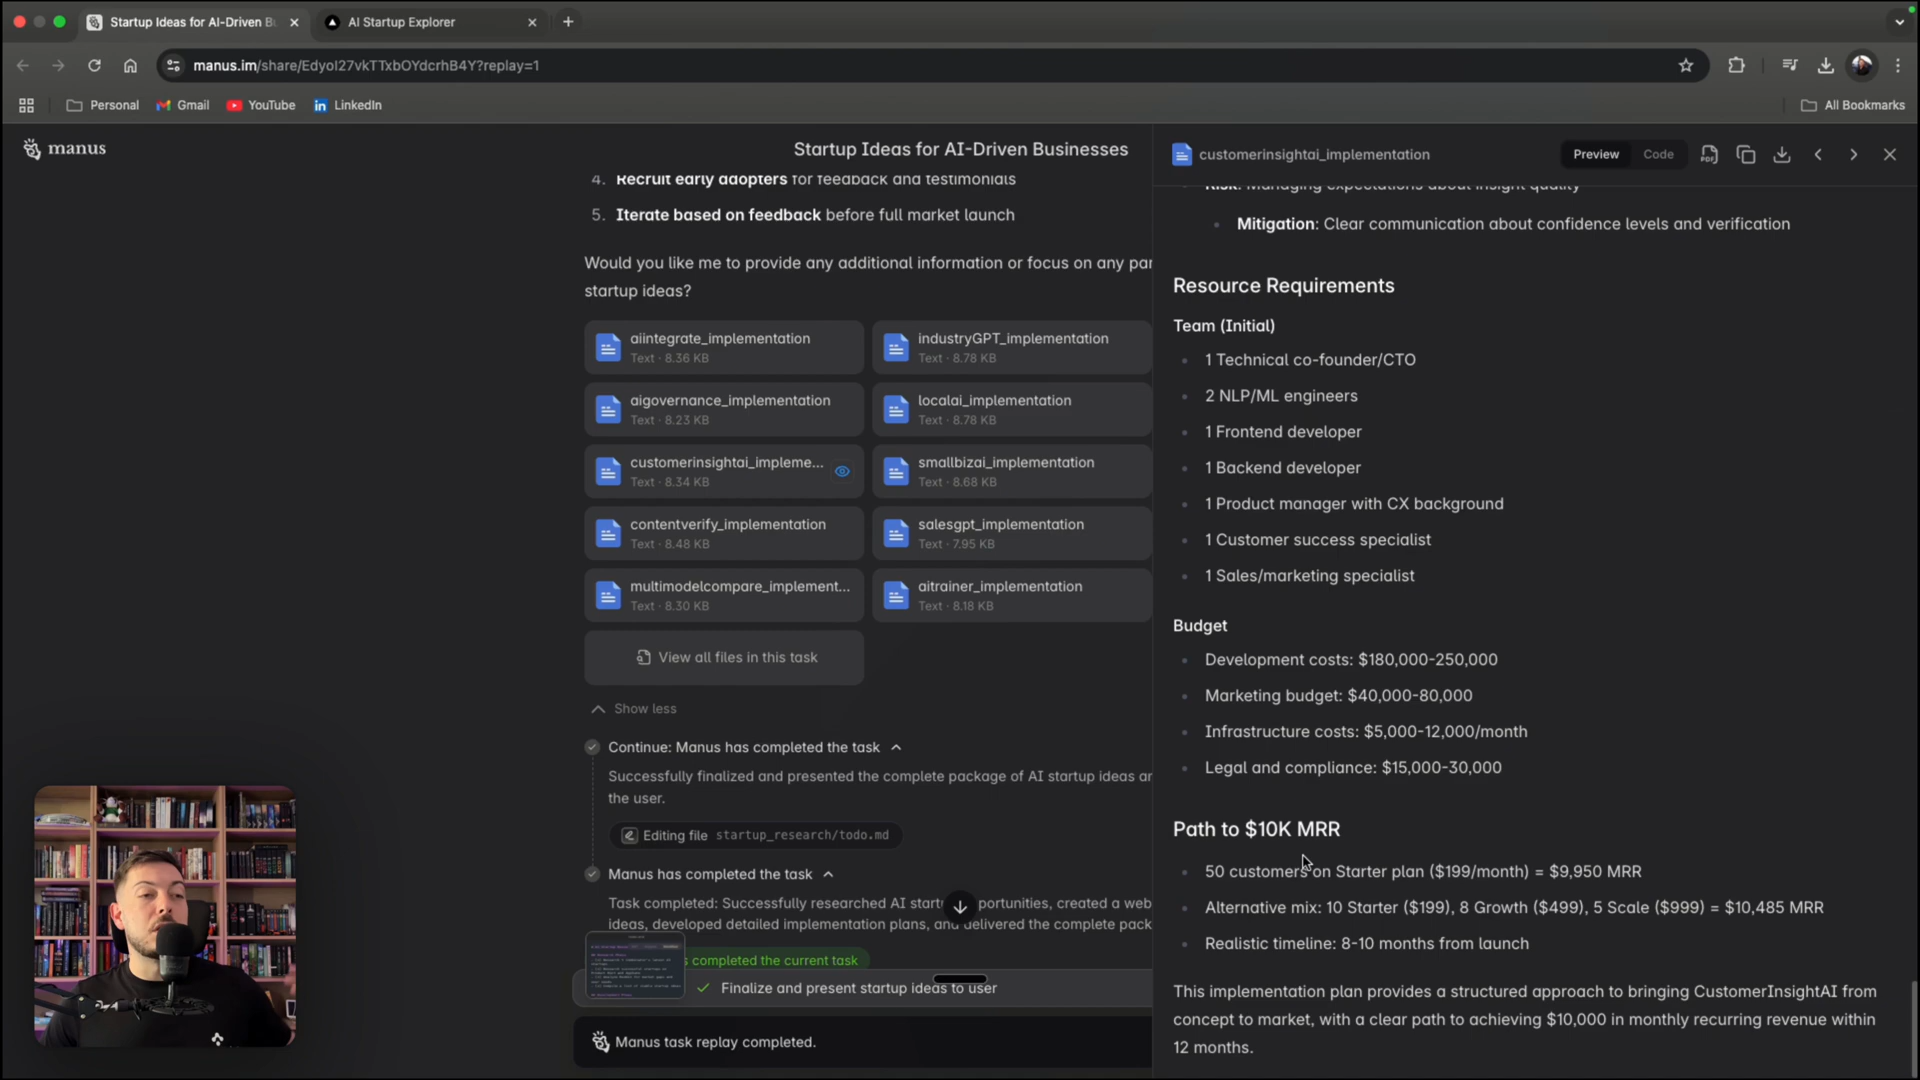 Startup Ideas for AI-Driven B
AI Startup Explorer
manus.im/share/EdyoI27vkTTxbOYdcrhB4Y?replay=1
Personal
Gmail
YouTube
LinkedIn
All Bookmarks
manus
Startup Ideas for AI-Driven Businesses
4. Recruit early adopters for feedback and testimonials
5. Iterate based on feedback before full market launch
Would you like me to provide any additional information or focus on any par
startup ideas?
aiintegrate_implementation
Text · 8.36 KB
industryGPT_implementation
Text · 8.78 KB
aigovernance_implementation
Text · 8.23 KB
localai_implementation
Text · 8.78 KB
customerinsightai_impleme...
Text · 8.34 KB
smallbizai_implementation
Text · 8.68 KB
contentverify_implementation
Text · 8.48 KB
salesgpt_implementation
Text · 7.95 KB
multimodelcompare_implement...
Text · 8.30 KB
aitrainer_implementation
Text · 8.18 KB
View all files in this task
Show less
Continue: Manus has completed the task
Successfully finalized and presented the complete package of AI startup ideas ar
the user.
Editing file startup_research/todo.md
Manus has completed the task
Task completed: Successfully researched AI star portunities, created a web
ideas, developed detailed implementation plans, and delivered the complete pack
s completed the current task
Finalize and present startup ideas to user
Manus task replay completed.
customerinsightai_implementation
Preview
Code
PDF
Risk: Managing expectations about insight quality
Mitigation: Clear communication about confidence levels and verification
Resource Requirements
Team (Initial)
1 Technical co-founder/CTO
2 NLP/ML engineers
1 Frontend developer
1 Backend developer
1 Product manager with CX background
1 Customer success specialist
1 Sales/marketing specialist
Budget
Development costs: $180,000-250,000
Marketing budget: $40,000-80,000
Infrastructure costs: $5,000-12,000/month
Legal and compliance: $15,000-30,000
Path to $10K MRR
50 customers on Starter plan ($199/month) = $9,950 MRR
Alternative mix: 10 Starter ($199), 8 Growth ($499), 5 Scale ($999) = $10,485 MRR
Realistic timeline: 8-10 months from launch
This implementation plan provides a structured approach to bringing CustomerInsightAI from
concept to market, with a clear path to achieving $10,000 in monthly recurring revenue within
12 months.